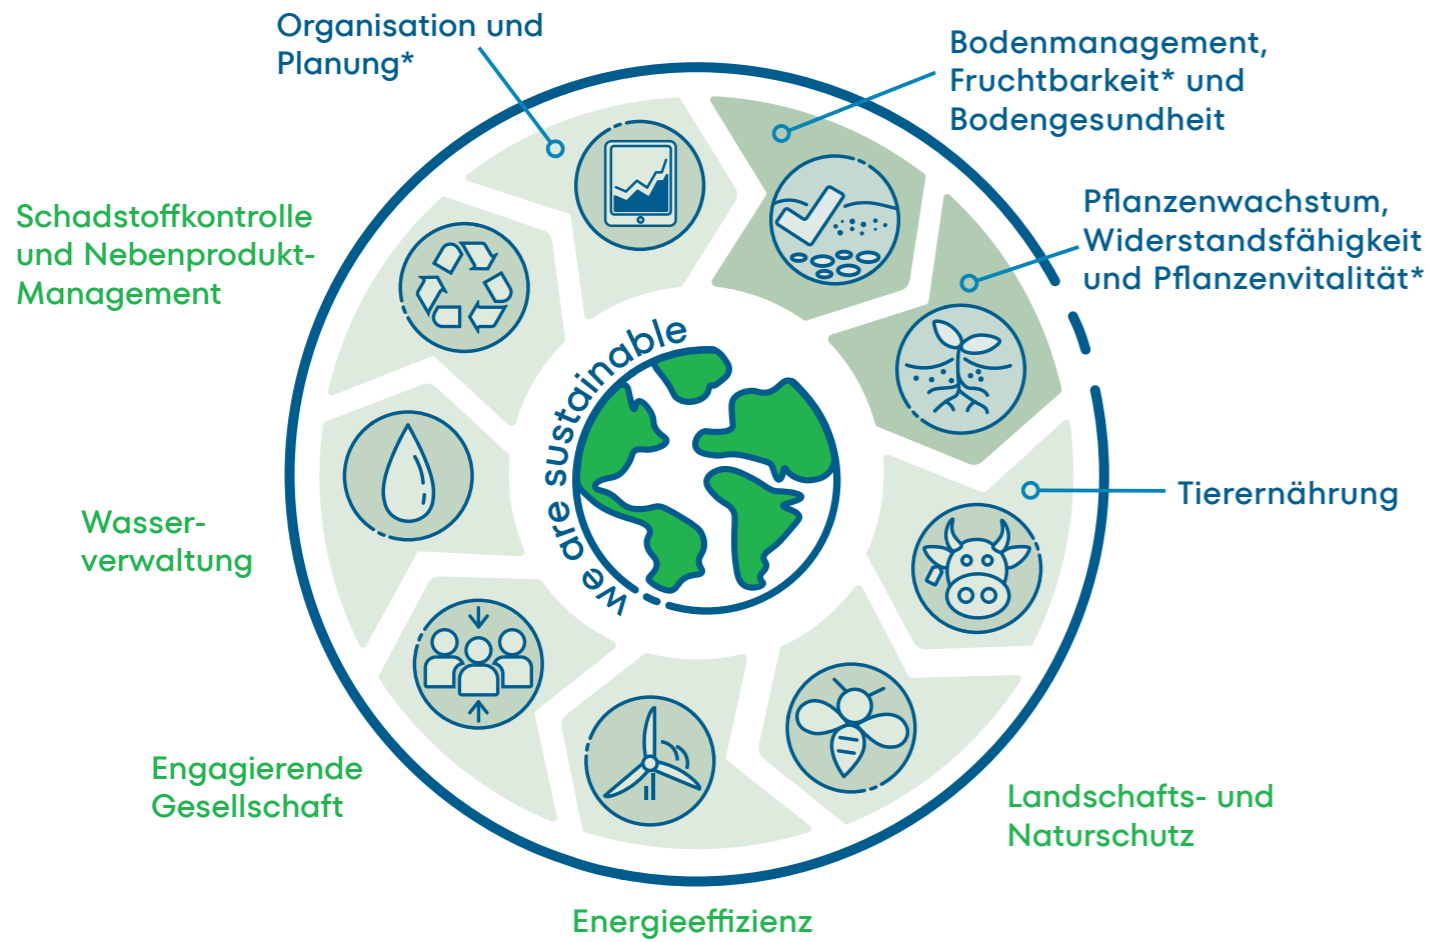 Organisation und
Planung*
Bodenmanagement,
Fruchtbarkeit* und
Bodengesundheit
Pflanzenwachstum,
Widerstandsfähigkeit
und Pflanzenvitalität*
Schadstoffkontrolle
und Nebenprodukt-
Management
We are sustainable
Tierernährung
Wasser-
verwaltung
Engagierende
Gesellschaft
Landschafts- und
Naturschutz
Energieeffizienz